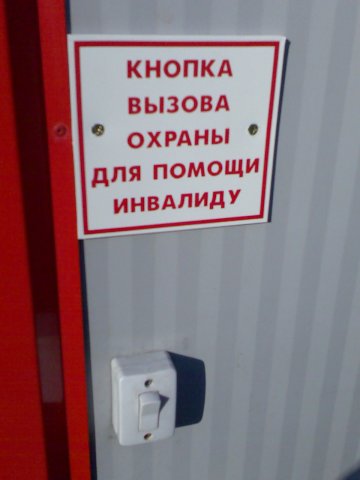 КНОПКА
ВЫЗОВА
ОХРАНЫ
ДЛЯ ПОМОЩИ
ИНВАЛИДУ